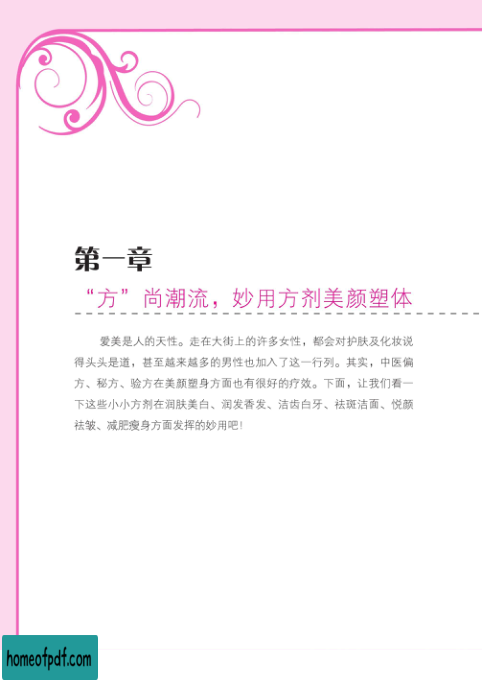 第一章
“方”尚潮流，妙用方剂美颜塑体
愛美是人的天性。走在大街上的许多女性，都会对护肤及化妆说
得头头是道，甚至越来越多的男性也加入了这一行列。其实，中医偏
方、秘方、验方在美颜塑身方面也有很好的疗效。下面，让我们看一
下这些小小方剂在润肤美白、润发香发、洁齿白牙、祛斑洁面、悦颜
祛皱、减肥瘦身方面发挥的妙用吧！
homeofpdf.com